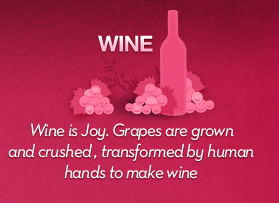 WINE
Wine is Joy. Grapes are grown
and crushed, transformed by human
hands to make wine